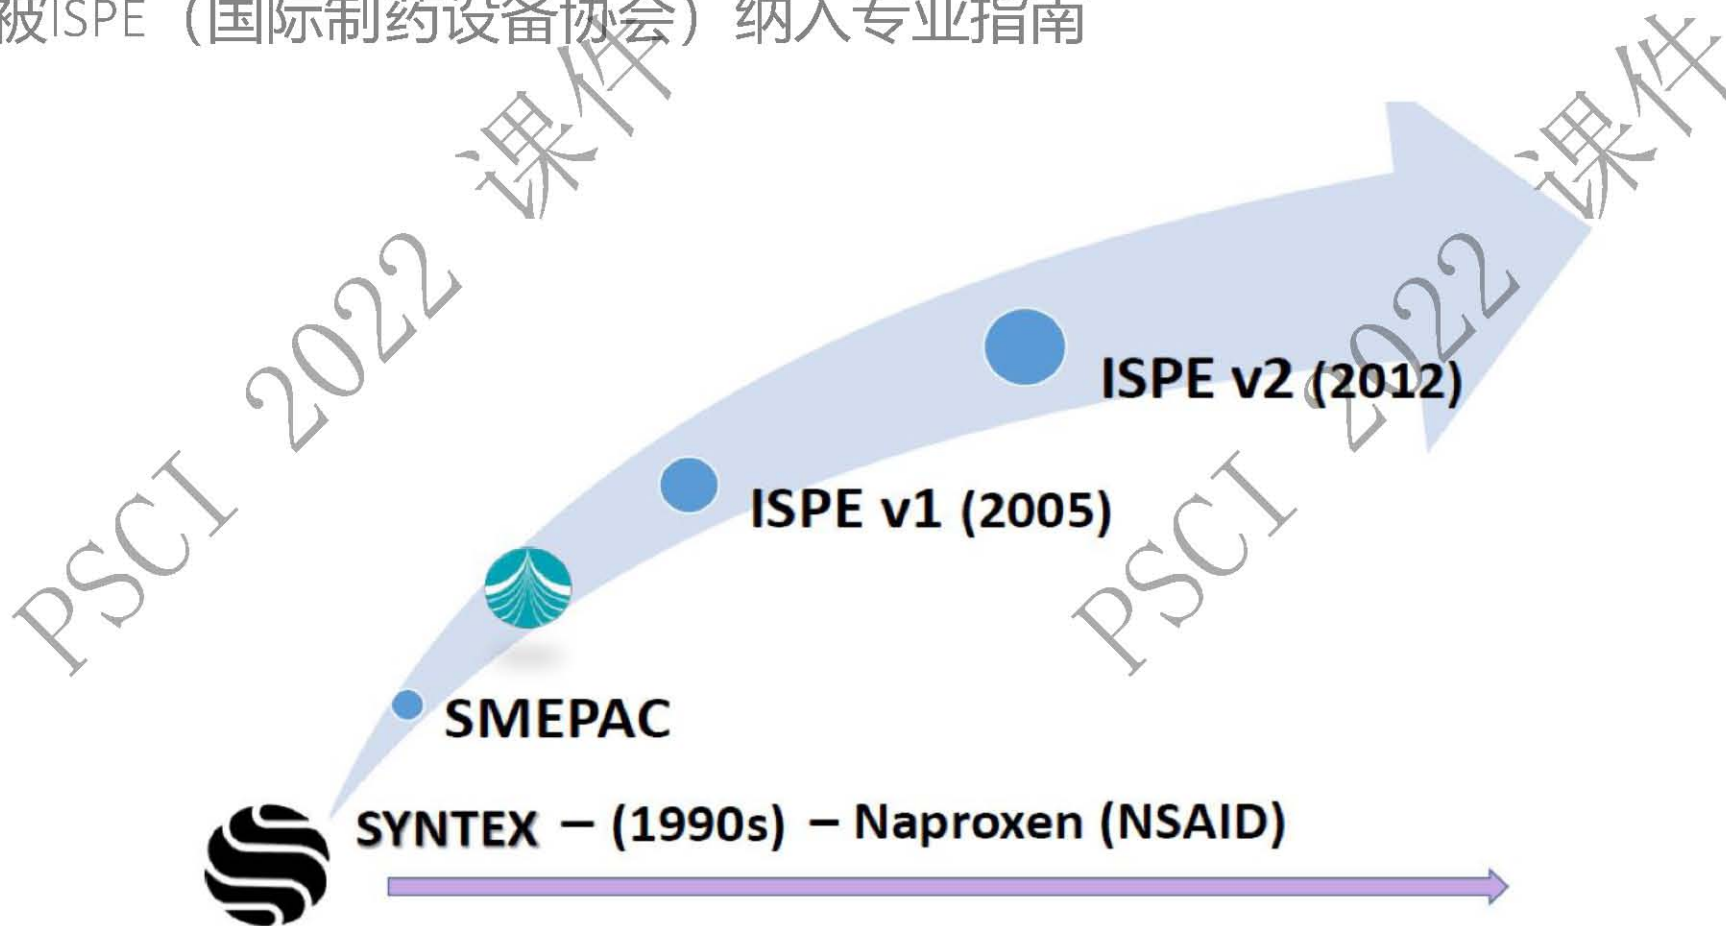 被ISPE（国际制药设备协会）纳入专业指南
PSCI 2022 课件
PSCI 2022 课件
ISPE v2 (2012)
ISPE v1 (2005)
SMEPAC
SYNTEX – (1990s) – Naproxen (NSAID)